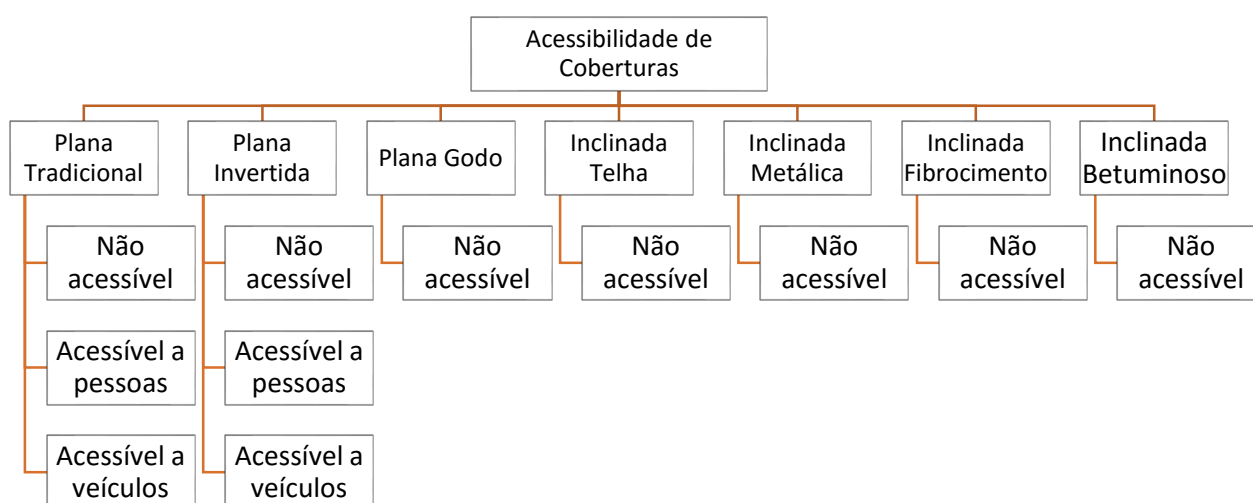 Acessibilidade de
Coberturas
Plana
Tradicional
Plana
Invertida
Plana Godo
Inclinada
Telha
Inclinada
Metálica
Inclinada
Fibrocimento
Inclinada
Betuminoso
Não
acessível
Não
acessível
Não
acessível
Não
acessível
Não
acessível
Não
acessível
Não
acessível
Acessível a
pessoas
Acessível a
pessoas
Acessível a
veículos
Acessível a
veículos